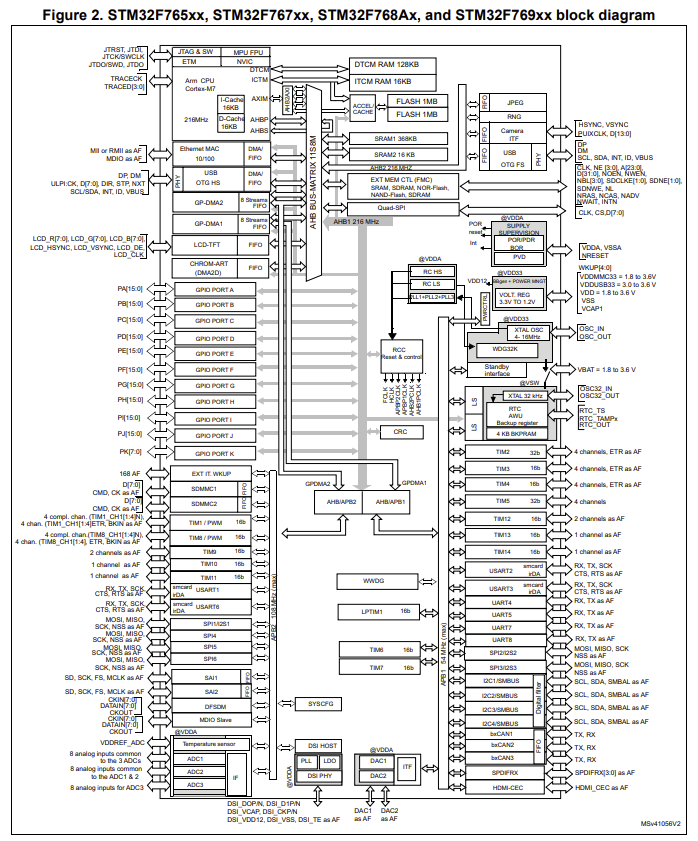 Figure 2. STM32F765xx, STM32F767xx, STM32F768Ax, and STM32F769xx block diagram
JTRST, JTDI,
JTCK/SWCLK
JTDO/SWD, JTDO
TRACECK
TRACED[3:0]
JTAG & SW
MPU FPU
ETM
NVIC
DTCM
ICTM
Arm CPU
Cortex-M7
AXIM
I-Cache
16KB
D-Cache
16KB
216MHz
AHBP
AHBS
DTCM RAM 128KB
ITCM RAM 16KB
AHB2AXI
ACCEL/
CACHE
FLASH 1MB
FLASH 1MB
SRAM1 368KB
SRAM2 16 KB
AHB2 216 MHz
EXT MEM CTL (FMC)
SRAM, SDRAM, NOR-Flash,
NAND-Flash, SDRAM
Quad-SPI
AHB BUS-MATRIX 11S8M
AHB1 216 MHz
FIFO
JPEG
RNG
FIFO
Camera
ITF
FIFO
USB
OTG FS
PHY
HSYNC, VSYNC
PUIXCLK, D[13:0]
DP
DM
SCL, SDA, INT, ID, VBUS
CLK, NE [3:0], A[23:0],
D[31:0], NOEN, NWEN,
NBL[3:0], SDCLKE[1:0], SDNE[1:0],
SDNWE, NL
NRAS, NCAS, NADV
NWAIT, INTN
CLK, CS,D[7:0]
MII or RMII as AF
MDIO as AF
Ethernet MAC
10/100
DMA/
FIFO
DP, DM
ULPI:CK, D[7:0], DIR, STP, NXT
SCL/SDA, INT, ID, VBUS
PHY
USB
OTG HS
DMA/
FIFO
GP-DMA2
8 Streams
FIFO
GP-DMA1
8 Streams
FIFO
LCD_R[7:0], LCD_G[7:0], LCD_B[7:0],
LCD_HSYNC, LCD_VSYNC, LCD_DE,
LCD_CLK
LCD-TFT
FIFO
CHROM-ART
(DMA2D)
FIFO
@VDDA
POR
reset
Int
SUPPLY
SUPERVISION
POR/PDR
BOR
PVD
VDDA, VSSA
NRESET
WKUP[4:0]
@VDDA
RC HS
RC LS
PLL1+PLL2+PLL3
@VDD33
VDD12
VOLT. REG
3.3V TO 1.2V
VDDMMC33 = 1.8 to 3.6V
VDDUSB33 = 3.0 to 3.6V
VDD = 1.8 to 3.6V
VSS
VCAP1
PWRCTRL
@VDD33
XTAL OSC
4- 16MHz
OSC_IN
OSC_OUT
WDG32K
Standby
interface
VBAT = 1.8 to 3.6V
@VSW
LS
LS
XTAL 32 kHz
RTC
AWU
Backup register
4 KB BKPRAM
OSC32_IN
OSC32_OUT
RTC_TS
RTC_TAMPx
RTC_OUT
RCC
Reset & control
FCLK
HCLK
APBP2CLK
APBP1CLK
AHB2PCLK
AHB1PCLK
CRC
PA[15:0]
GPIO PORT A
PB[15:0]
GPIO PORT B
PC[15:0]
GPIO PORT C
PD[15:0]
GPIO PORT D
PE[15:0]
GPIO PORT E
PF[15:0]
GPIO PORT F
PG[15:0]
GPIO PORT G
PH[15:0]
GPIO PORT H
PI[15:0]
GPIO PORT I
PJ[15:0]
GPIO PORT J
PK[7:0]
GPIO PORT K
GPDMA2
GPDMA1
AHB/APB2
AHB/APB1
168 AF
EXT IT. WKUP
D[7:0]
CMD, CK as AF
SDMMC1
FIFO
D[7:0]
CMD, CK as AF
SDMMC2
FIFO
4 compl. chan. (TIM1_CH1[1:4]N),
4 chan. (TIM1_CH1[1:4]ETR, BKIN as AF
TIM1 / PWM
16b
4 compl. chan.(TIM8_CH1[1:4]N),
4 chan. (TIM8_CH1[1:4], ETR, BKIN as AF
TIM8 / PWM
16b
2 channels as AF
TIM9
16b
1 channel as AF
TIM10
16b
1 channel as AF
TIM11
16b
RX, TX, SCK
CTS, RTS as AF
smcard
irDA
USART1
RX, TX, SCK
CTS, RTS as AF
smcard
irDA
USART6
MOSI, MISO,
SCK, NSS as AF
SPI1/I2S1
MOSI, MISO,
SCK, NSS as AF
SPI4
MOSI, MISO,
SCK, NSS as AF
SPI5
MOSI, MISO,
SCK, NSS as AF
SPI6
SD, SCK, FS, MCLK as AF
SAI1
FIFO
SD, SCK, FS, MCLK as AF
SAI2
FIFO
CKIN[7:0]
DATAIN[7:0]
CKOUT
DFSDM
CKIN[7:0]
DATAIN[7:0]
CKOUT
MDIO Slave
@VDDA
VDDREF_ADC
Temperature sensor
8 analog inputs common
to the 3 ADCs
ADC1
8 analog inputs common
to the ADC1 & 2
ADC2
8 analog inputs for ADC3
ADC3
IF
APB2 108 MHz (max)
WWDG
LPTIM1
16b
TIM6
16b
TIM7
16b
SYSCFG
DSI HOST
@VDDA
PLL
LDO
DSI PHY
DSI_DOP/N, DSI_D1P/N
DSI_VCAP, DSI_CKP/N
DSI_VDD12, DSI_VSS, DSI_TE as AF
@VDDA
DAC1
DAC2
ITF
DAC1
as AF
DAC2
as AF
APB1 54 MHz (max)
TIM2
32b
4 channels, ETR as AF
TIM3
16b
4 channels, ETR as AF
TIM4
16b
4 channels, ETR as AF
TIM5
32b
4 channels
TIM12
16b
2 channels as AF
TIM13
16b
1 channel as AF
TIM14
16b
1 channel as AF
USART2
smcard
irDA
RX, TX, SCK
CTS, RTS as AF
USART3
smcard
irDA
RX, TX, SCK
CTS, RTS as AF
UART4
RX, TX as AF
UART5
RX, TX as AF
UART7
RX, TX as AF
UART8
RX, TX as AF
SPI2/I2S2
MOSI, MISO, SCK
NSS as AF
SPI3/I2S3
MOSI, MISO, SCK
NSS as AF
I2C1/SMBUS
SCL, SDA, SMBAL as AF
I2C2/SMBUS
SCL, SDA, SMBAL as AF
I2C3/SMBUS
SCL, SDA, SMBAL as AF
I2C4/SMBUS
SCL, SDA, SMBAL as AF
Digital filter
bxCAN1
TX, RX
bxCAN2
TX, RX
bxCAN3
TX, RX
FIFO
SPDIFRX
SPDIFRX[3:0] as AF
HDMI-CEC
HDMI_CEC as AF
MSv41056V2